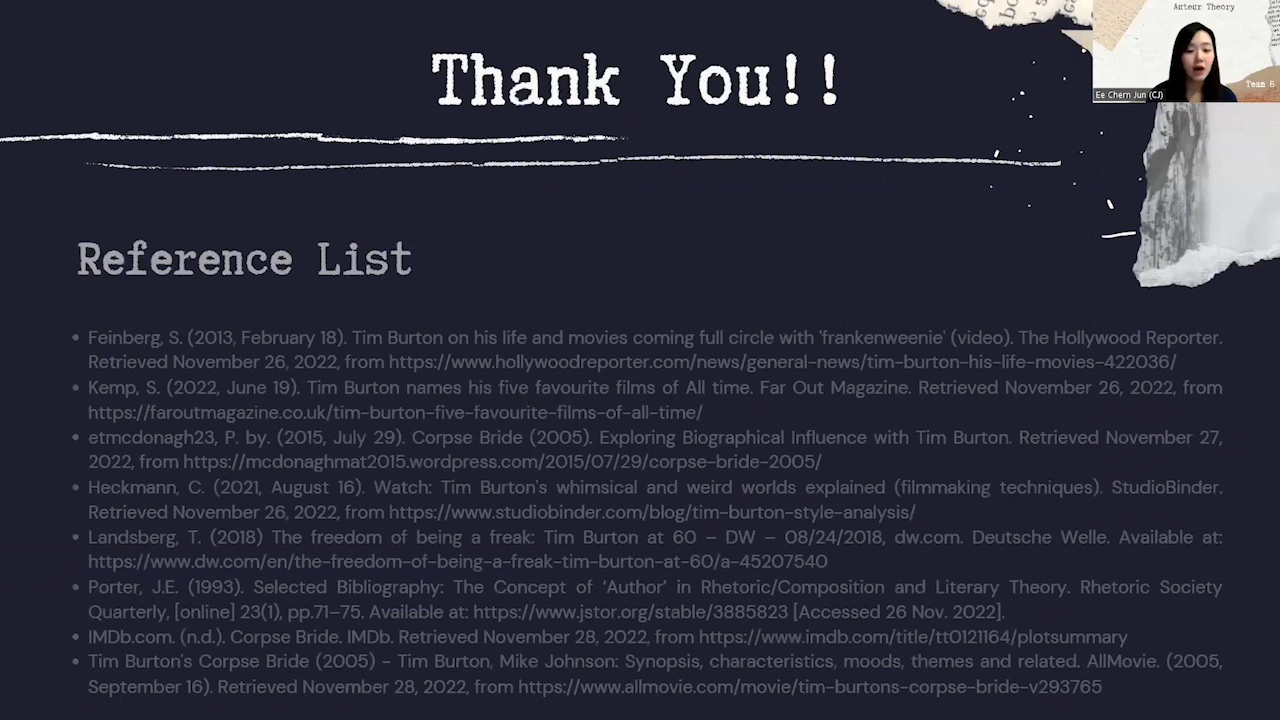 Auteur Theory
Team 6
Ee Chern Jun (CJ)
Thank You!!
Reference List
• Feinberg, S. (2013, February 18). Tim Burton on his life and movies coming full circle with 'frankenweenie' (video). The Hollywood Reporter.
Retrieved November 26, 2022, from https://www.hollywoodreporter.com/news/general-news/tim-burton-his-life-movies-422036/
• Kemp, S. (2022, June 19). Tim Burton names his five favourite films of All time. Far Out Magazine. Retrieved November 26, 2022, from
https://faroutmagazine.co.uk/tim-burton-five-favourite-films-of-all-time/
• etmcdonagh23, P. by. (2015, July 29). Corpse Bride (2005). Exploring Biographical Influence with Tim Burton. Retrieved November 27,
2022, from https://mcdonaghmat2015.wordpress.com/2015/07/29/corpse-bride-2005/
• Heckmann, C. (2021, August 16). Watch: Tim Burton's whimsical and weird worlds explained (filmmaking techniques). StudioBinder.
Retrieved November 26, 2022, from https://www.studiobinder.com/blog/tim-burton-style-analysis/
• Landsberg, T. (2018) The freedom of being a freak: Tim Burton at 60 – DW – 08/24/2018, dw.com. Deutsche Welle. Available at:
https://www.dw.com/en/the-freedom-of-being-a-freak-tim-burton-at-60/a-45207540
• Porter, J.E. (1993). Selected Bibliography: The Concept of ‘Author’ in Rhetoric/Composition and Literary Theory. Rhetoric Society
Quarterly, [online] 23(1), pp.71–75. Available at: https://www.jstor.org/stable/3885823 [Accessed 26 Nov. 2022].
• IMDb.com. (n.d.). Corpse Bride. IMDb. Retrieved November 28, 2022, from https://www.imdb.com/title/tt0121164/plotsummary
• Tim Burton's Corpse Bride (2005) - Tim Burton, Mike Johnson: Synopsis, characteristics, moods, themes and related. AllMovie. (2005,
September 16). Retrieved November 28, 2022, from https://www.allmovie.com/movie/tim-burtons-corpse-bride-v293765